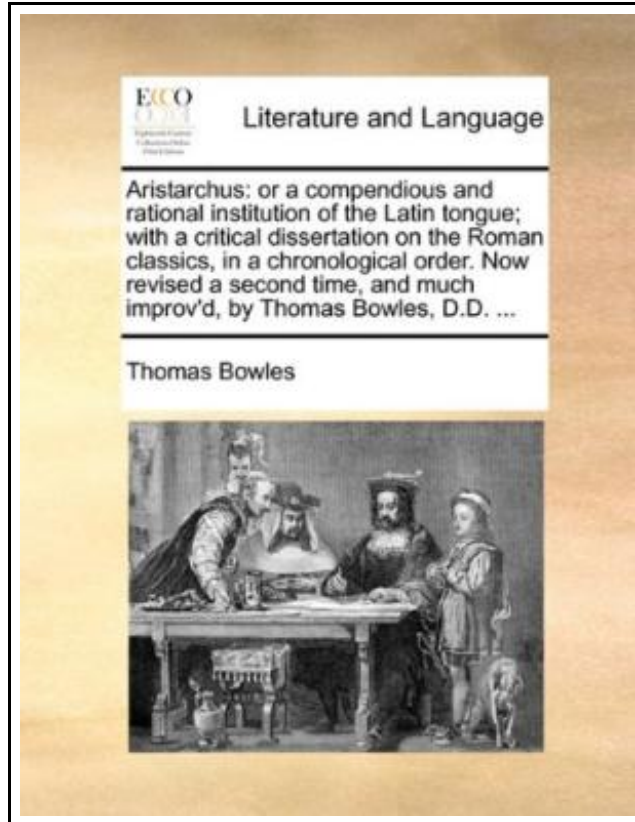 ECCO
Literature and Language
Aristarchus: or a compendious and
rational institution of the Latin tongue;
with a critical dissertation on the Roman
classics, in a chronological order. Now
revised a second time, and much
improv'd, by Thomas Bowles, D.D. ...
Thomas Bowles